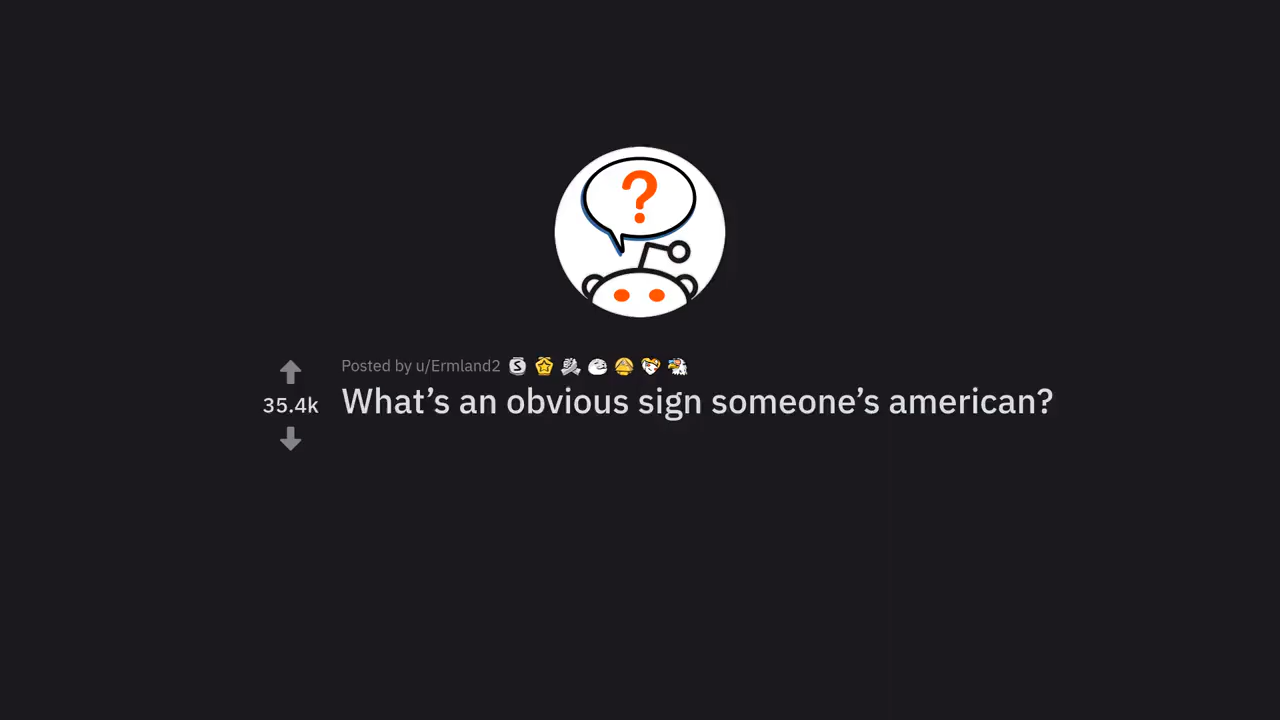 ?
Posted by u/Ermland2
35.4k
What’s an obvious sign someone’s american?